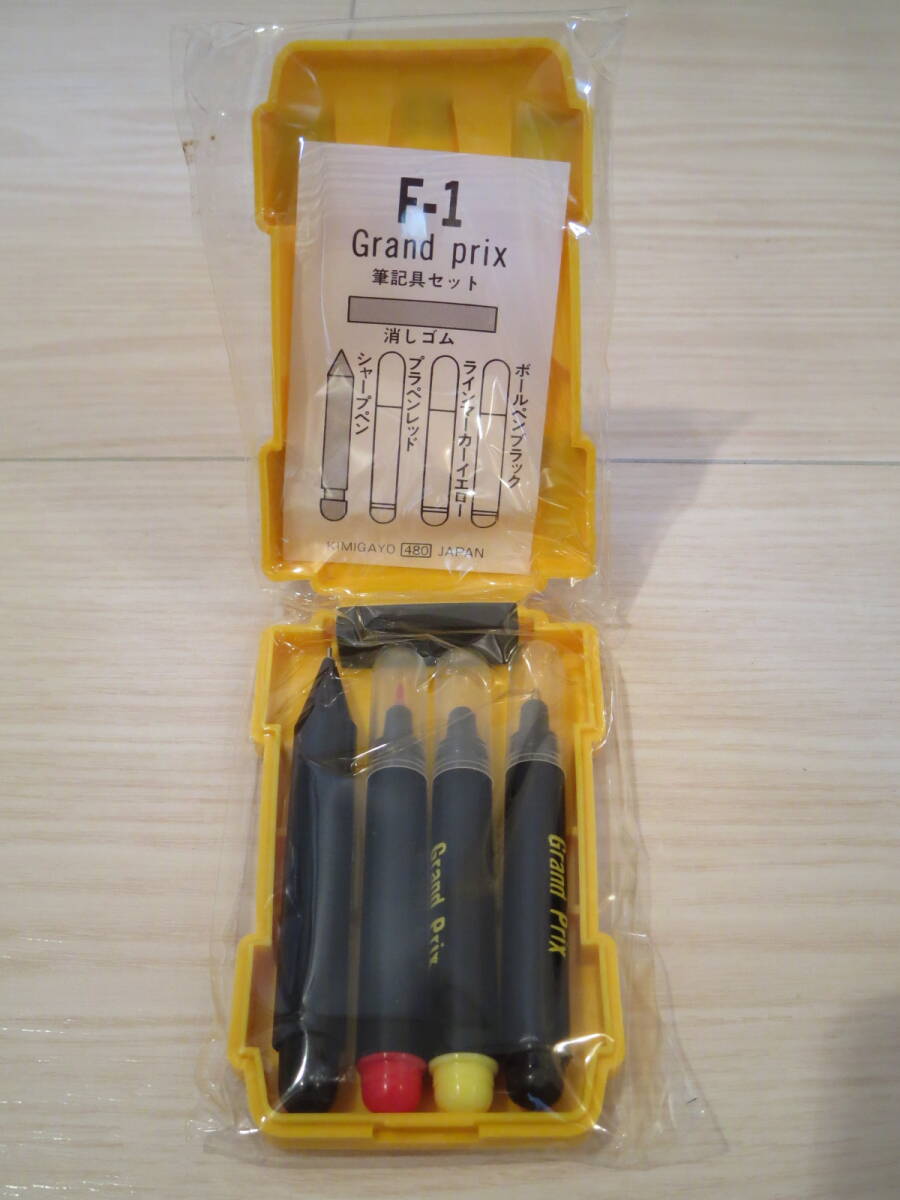 F-1
Grand prix
筆記具セット
消しゴム
シャープペン
プラペンレッド
ラインマーカーイエロー
ボールペンブラック
KIMIGAYO 480 JAPAN
Grand Prix
Grand Prix